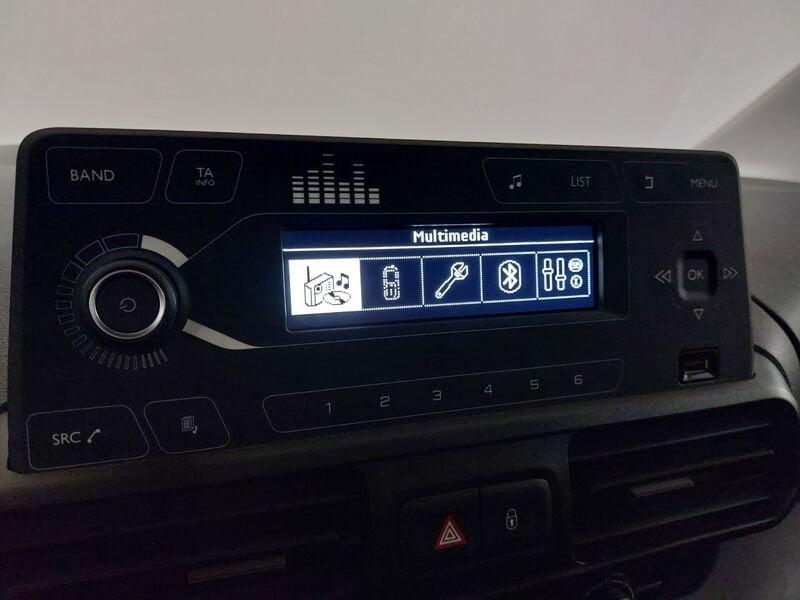 BAND
TA
INFO
LIST
MENU
Multimedia
OK
1 2 3 4 5 6
SRC